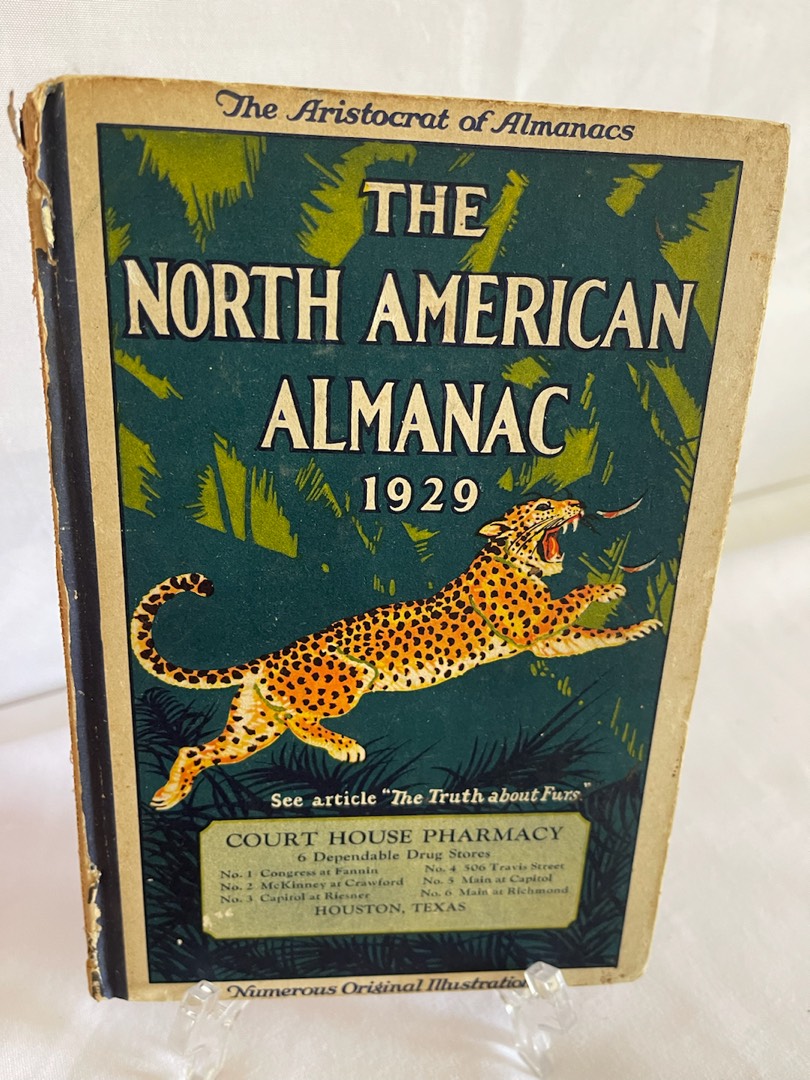 The Aristocrat of Almanacs
THE
NORTH AMERICAN
ALMANAC
1929
See article "The Truth about Furs."
COURT HOUSE PHARMACY
6 Dependable Drug Stores
No. 1 Congress at Fannin No. 4 506 Travis Street
No. 2 McKinney at Crawford No. 5 Main at Capitol
No. 3 Capitol at Riesner No. 6 Main at Richmond
HOUSTON, TEXAS
Numerous Original Illustration